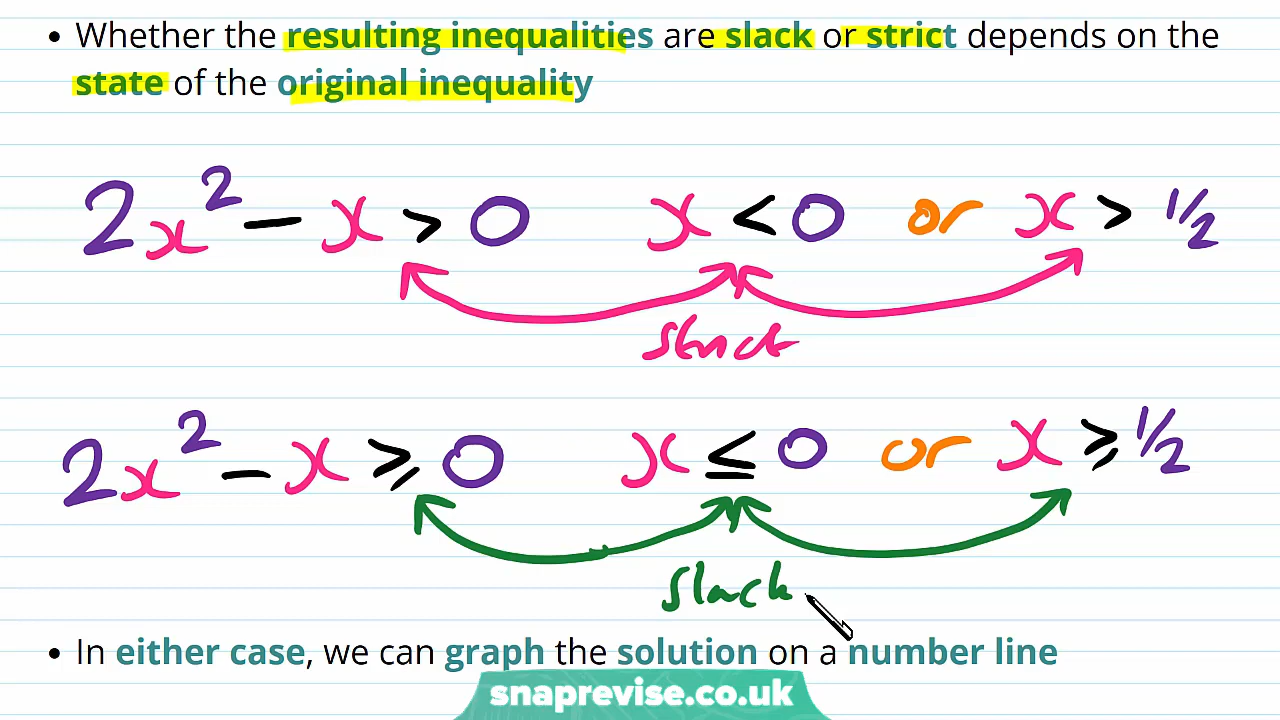 • Whether the resulting inequalities are slack or strict depends on the
state of the original inequality
2x² – x > 0 x < 0 or x > 1/2
strict
2x² – x ≥ 0 x ≤ 0 or x ≥ 1/2
slack
• In either case, we can graph the solution on a number line
snaprevise.co.uk